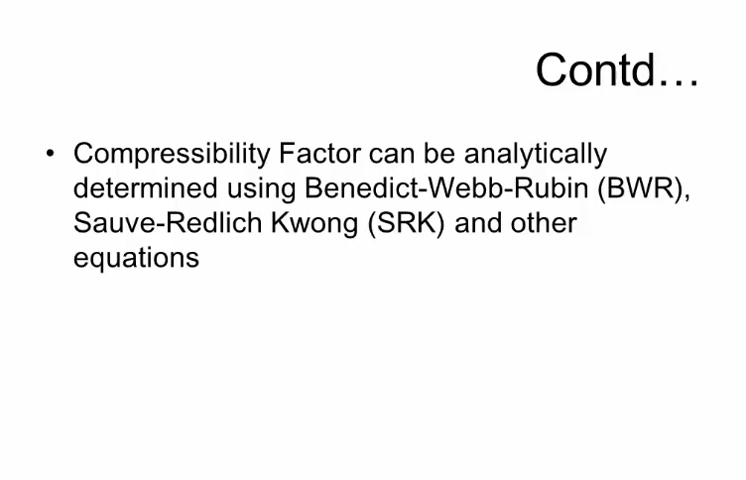 Contd…
• Compressibility Factor can be analytically
determined using Benedict-Webb-Rubin (BWR),
Sauve-Redlich Kwong (SRK) and other
equations